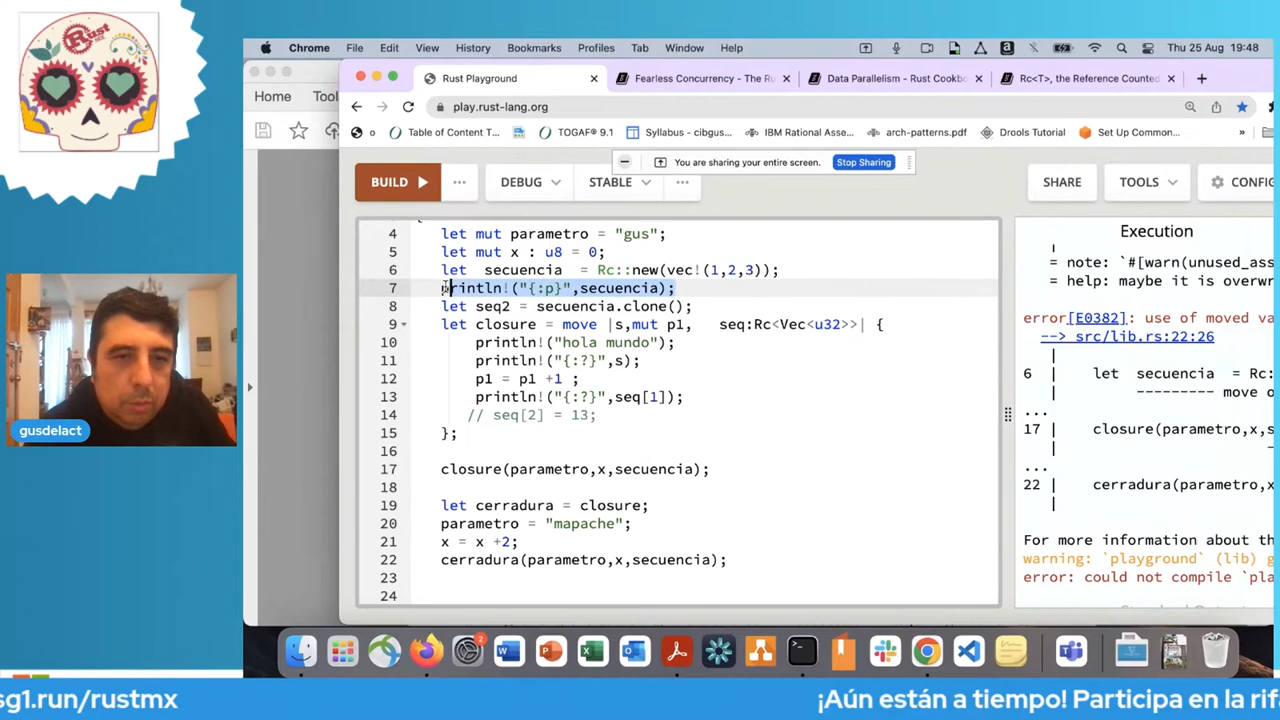 Rust
MX
Chrome File Edit View History Bookmarks Profiles Tab Window Help Thu 25 Aug 19:48
Rust Playground
Fearless Concurrency - The Ru
Data Parallelism - Rust Cookbo
Rc<T>, the Reference Counted
Home Tool
play.rust-lang.org
o Table of Content T... TOGAF® 9.1 Syllabus - cibgus... IBM Rational Asse... arch-patterns.pdf Drools Tutorial Set Up Common... »
You are sharing your entire screen. Stop Sharing
BUILD ... DEBUG STABLE ... SHARE TOOLS CONFIG
4 let mut parametro = "gus";
5 let mut x : u8 = 0;
6 let  secuencia  = Rc::new(vec!(1,2,3));
7 println!("{:p}",secuencia);
8 let seq2 = secuencia.clone();
9 let closure = move |s,mut p1,   seq:Rc<Vec<u32>>| {
10 println!("hola mundo");
11 println!("{:?}",s);
12 p1 = p1 +1 ;
13 println!("{:?}",seq[1]);
14 // seq[2] = 13;
15 };
16
17 closure(parametro,x,secuencia);
18
19 let cerradura = closure;
20 parametro = "mapache";
21 x = x +2;
22 cerradura(parametro,x,secuencia);
23
24
Execution
|
= note: `#[warn(unused_ass
= help: maybe it is overwr
error[E0382]: use of moved va
--> src/lib.rs:22:26
|
6 | let  secuencia  = Rc:
| --------- move o
...
17 | closure(parametro,x,s
| -
...
22 | cerradura(parametro,x
|
For more information about th
warning: `playground` (lib) g
error: could not compile `pla
gusdelact
2
sg1.run/rustmx
¡Aún están a tiempo! Participa en la rif